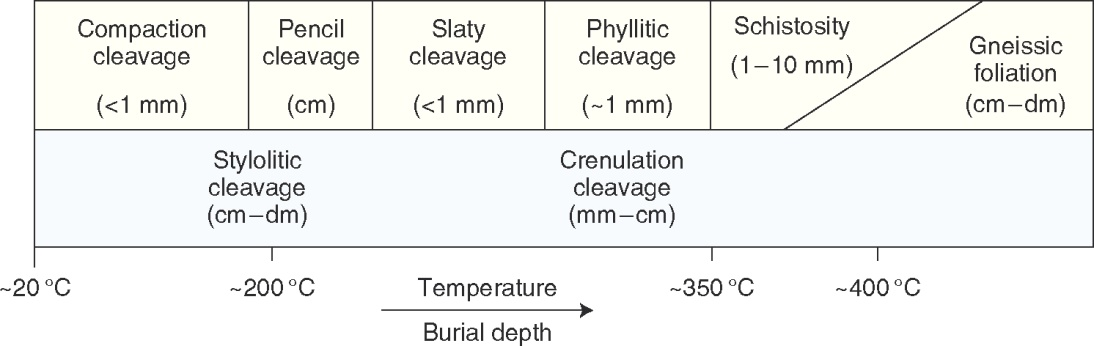 Compaction
cleavage
(<1 mm)
Pencil
cleavage
(cm)
Slaty
cleavage
(<1 mm)
Phyllitic
cleavage
(~1 mm)
Schistosity
(1–10 mm)
Gneissic
foliation
(cm–dm)
Stylolitic
cleavage
(cm–dm)
Crenulation
cleavage
(mm–cm)
~20 °C
~200 °C
Temperature
Burial depth
~350 °C
~400 °C